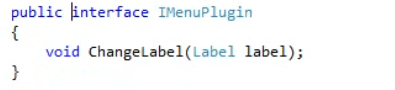 public interface IMenuPlugin
{
    void ChangeLabel(Label label);
}